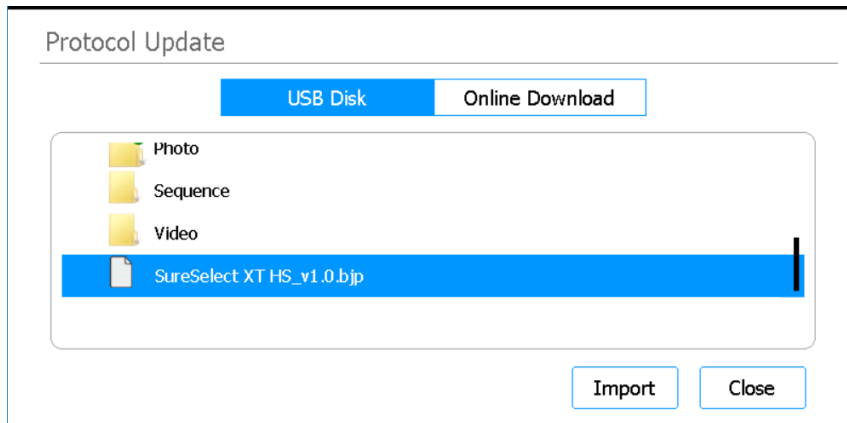 Protocol Update
USB Disk Online Download
Photo
Sequence
Video
SureSelect XT HS_v1.0.bjp
Import Close